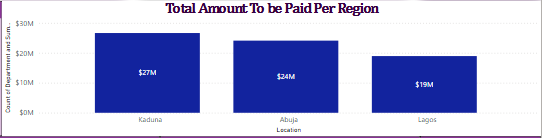 Total Amount To be Paid Per Region
Count of Department and Sum...
$30M
$20M
$10M
$0M
$27M
$24M
$19M
Kaduna
Abuja
Lagos
Location